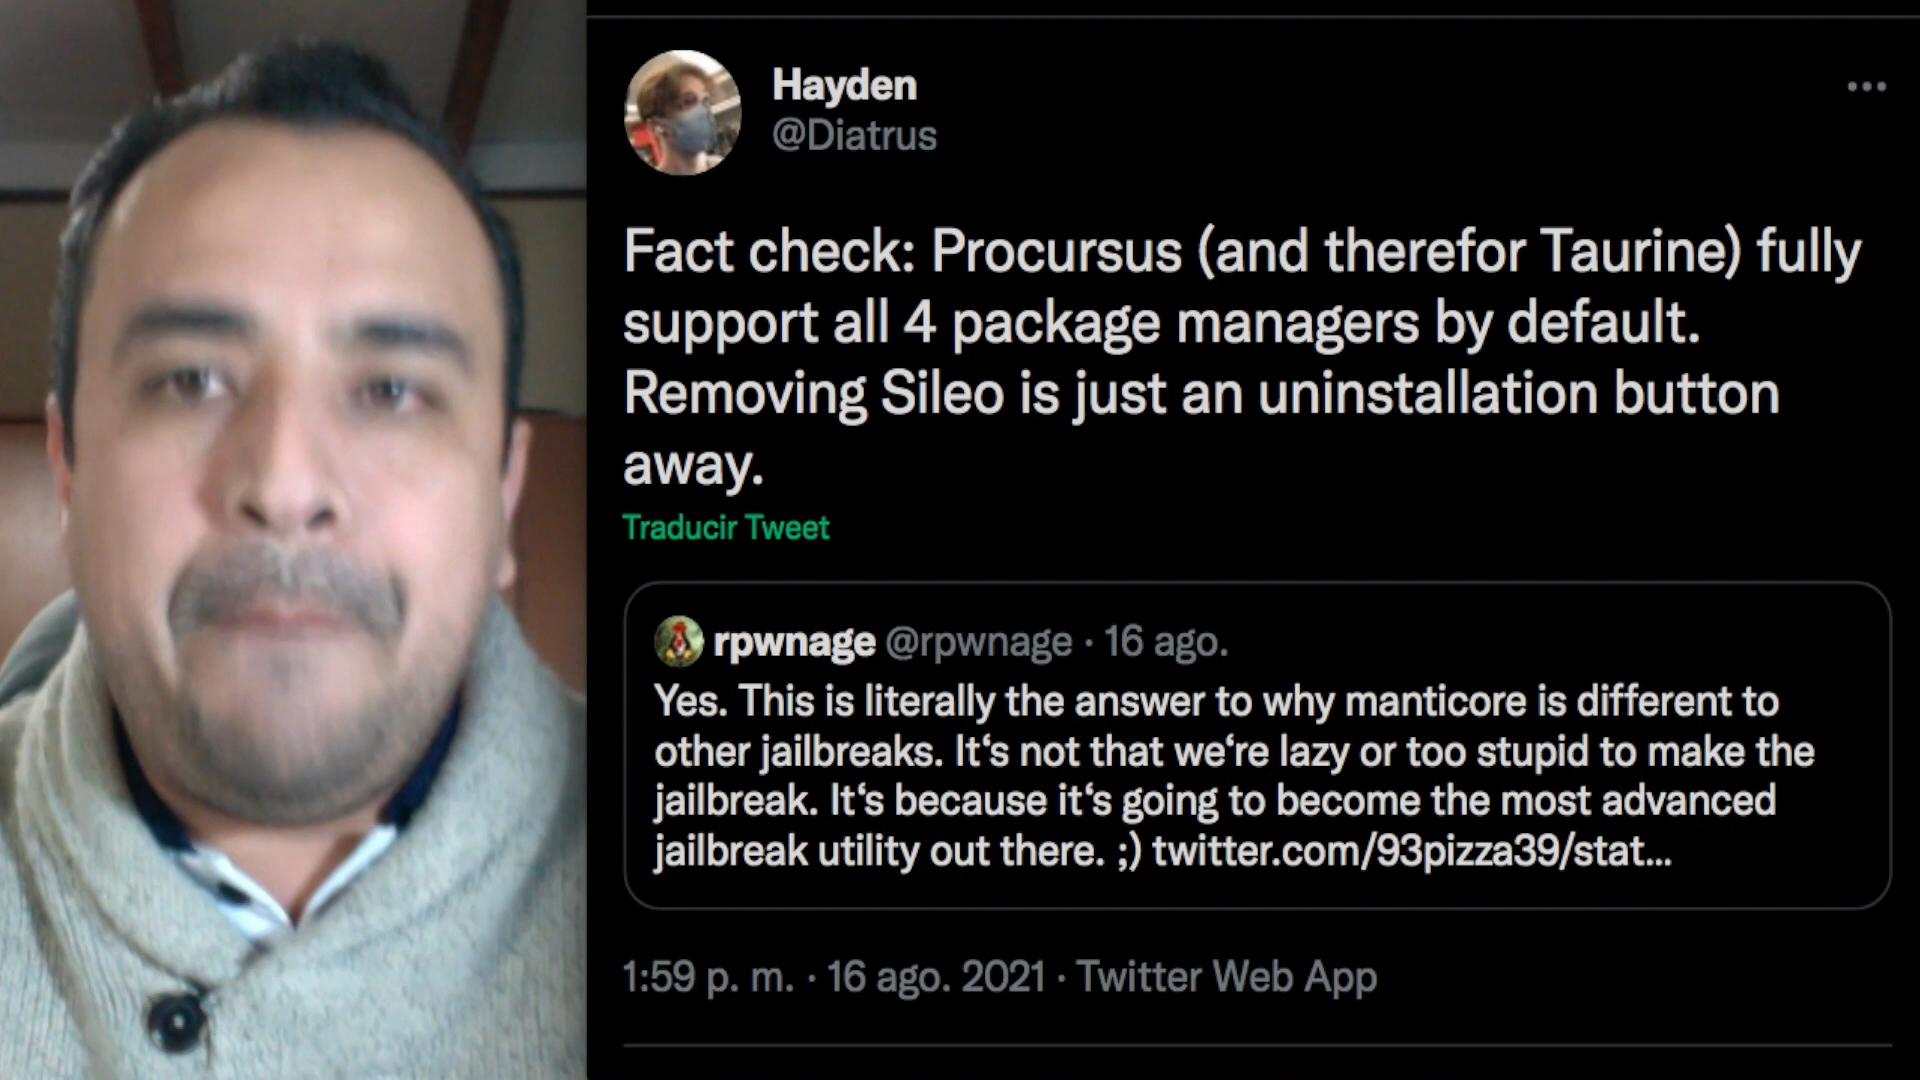 Hayden
@Diatrus
Fact check: Procursus (and therefor Taurine) fully
support all 4 package managers by default.
Removing Sileo is just an uninstallation button
away.
Traducir Tweet
rpwnage @rpwnage · 16 ago.
Yes. This is literally the answer to why manticore is different to
other jailbreaks. It‘s not that we‘re lazy or too stupid to make the
jailbreak. It‘s because it‘s going to become the most advanced
jailbreak utility out there. ;) twitter.com/93pizza39/stat...
1:59 p. m. · 16 ago. 2021 · Twitter Web App